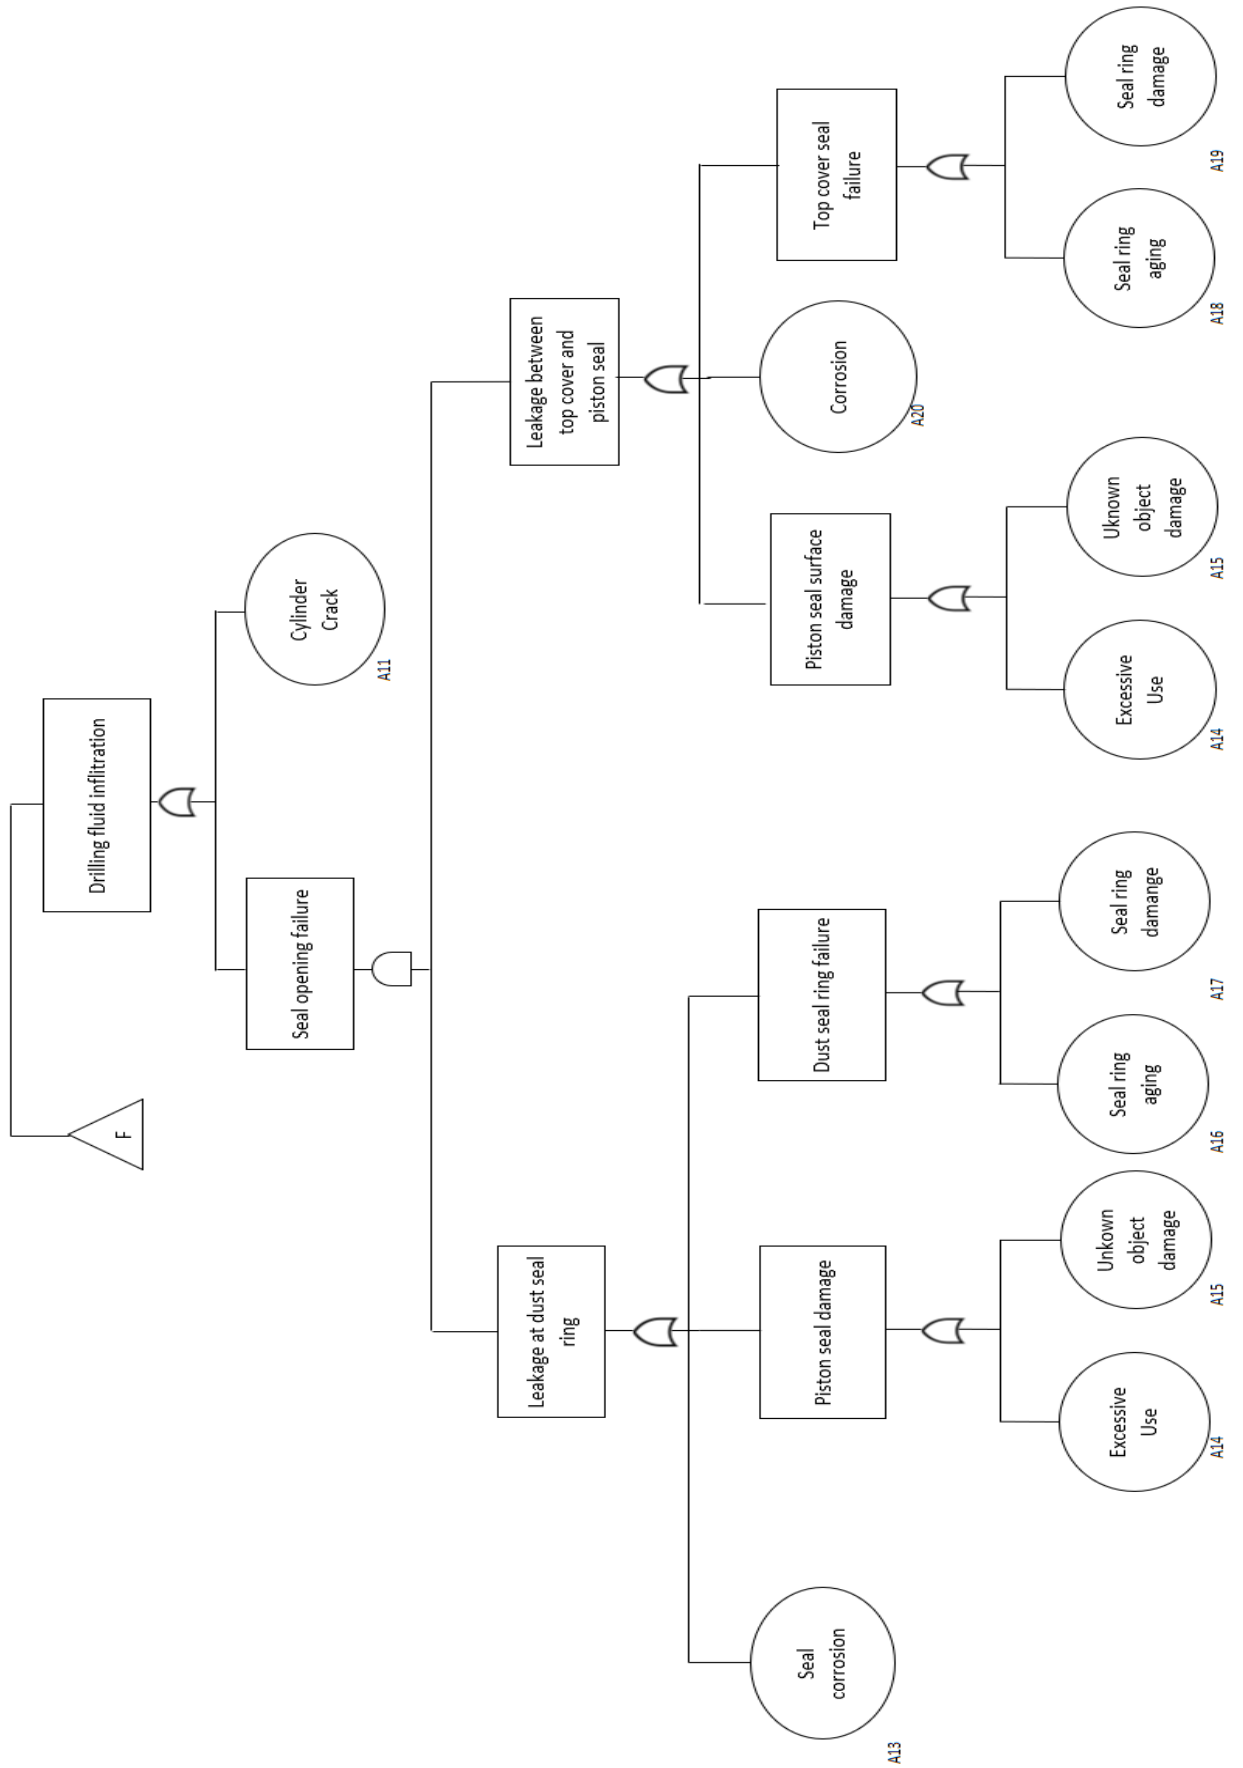 F
Drilling fluid inflitration
Seal opening failure
Cylinder
Crack
A11
Leakage at dust seal
ring
Leakage between
top cover and
piston seal
Seal
corrosion
A13
Piston seal damage
Dust seal ring failure
Piston seal surface
damage
Corrosion
A20
Top cover seal
failure
Excessive
Use
A14
Unkown
object
damage
A15
Seal ring
aging
A16
Seal ring
damange
A17
Excessive
Use
A14
Uknown
object
damage
A15
Seal ring
aging
A18
Seal ring
damage
A19